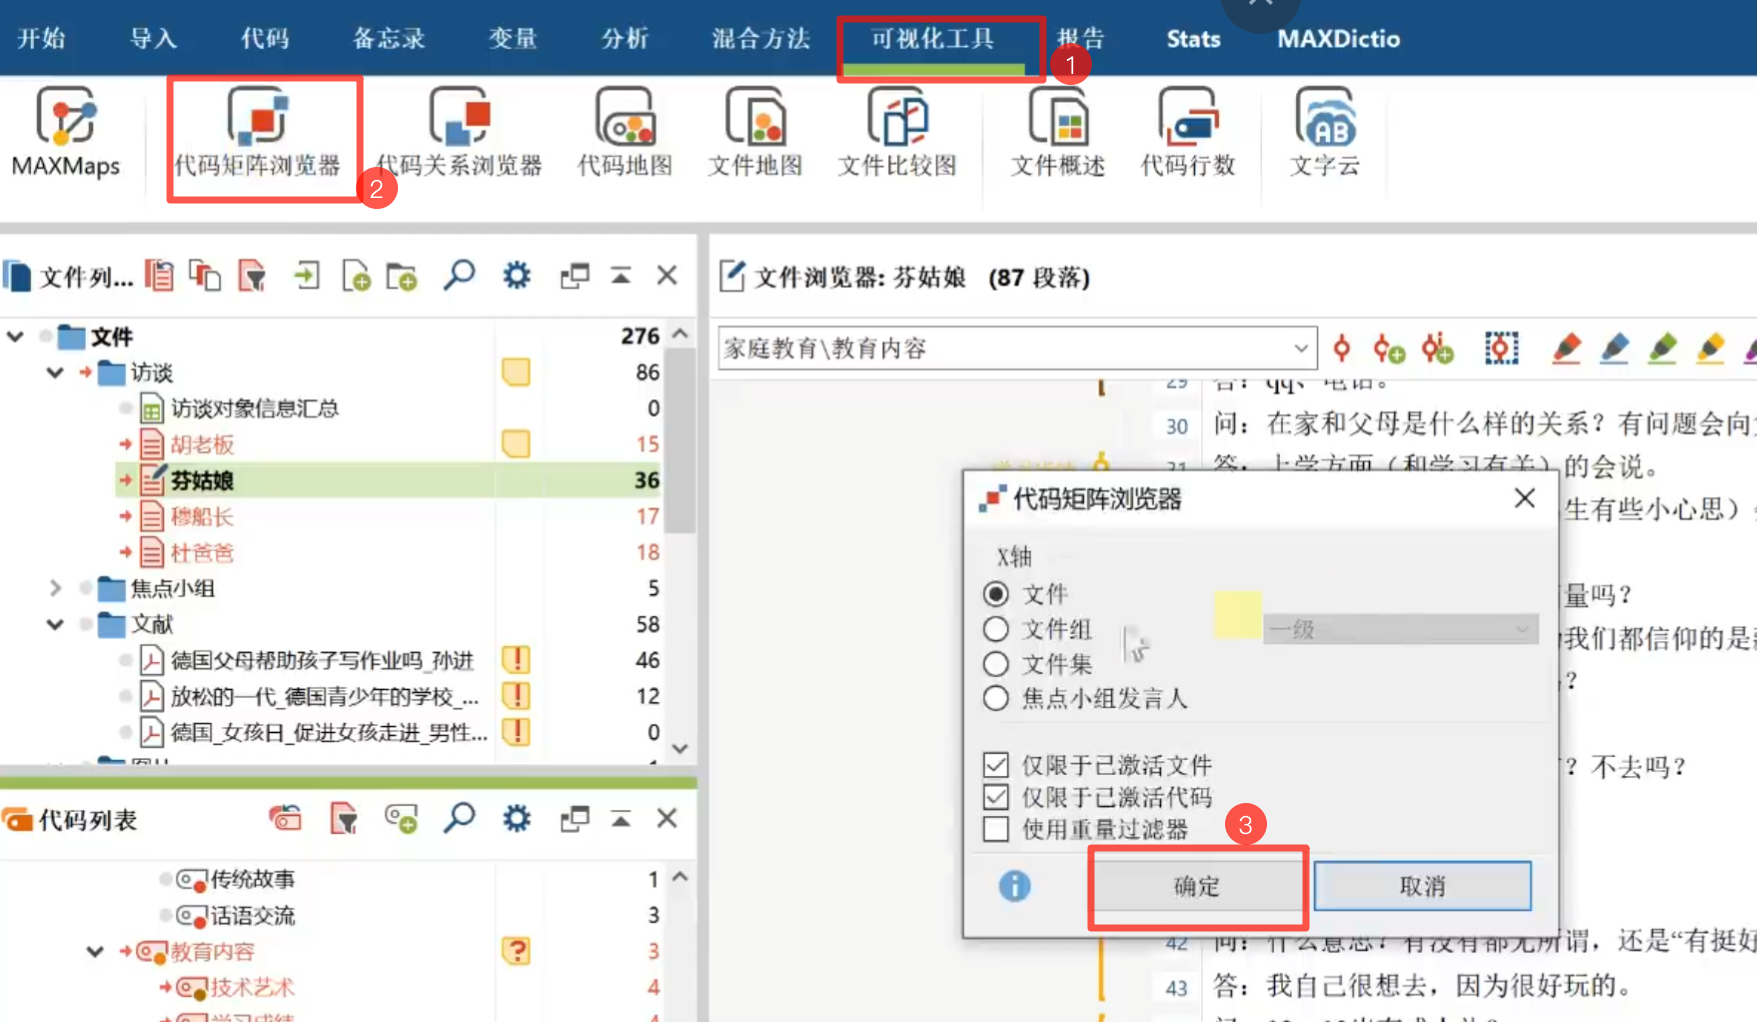 开始 导入 代码 备忘录 变量 分析 混合方法 可视化工具 报告 Stats MAXDictio
1
MAXMaps 代码矩阵浏览器 代码关系浏览器 代码地图 文件地图 文件比较图 文件概述 代码行数 文字云
2
文件列...
文件 276
访谈 86
访谈对象信息汇总 0
胡老板 15
芬姑娘 36
穆船长 17
杜爸爸 18
焦点小组 5
文献 58
德国父母帮助孩子写作业吗_孙进 46
放松的一代_德国青少年的学校_... 12
德国_女孩日_促进女孩走进_男性... 0
代码列表
传统故事 1
话语交流 3
教育内容 3
技术艺术 4
文件浏览器: 芬姑娘 (87 段落)
家庭教育\教育内容
29 答: qq、电话。
30 问: 在家和父母是什么样的关系? 有问题会向
31 答: 上学方面（和学习有关）的会说。
生有些小心思）
量吗?
我们都信仰的是
?
? 不去吗?
42 问: 什么意思? 有没有都无所谓, 还是“有挺好
43 答: 我自己很想去, 因为很好玩的。
代码矩阵浏览器
X轴
文件
文件组 一级
文件集
焦点小组发言人
仅限于已激活文件
仅限于已激活代码
使用重量过滤器
3
确定 取消